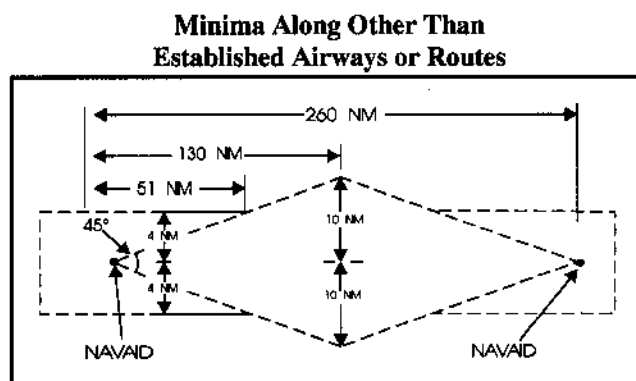 Minima Along Other Than
Established Airways or Routes
260 NM
130 NM
51 NM
45°
4 NM
10 NM
4 NM
10 NM
NAVAID
NAVAID